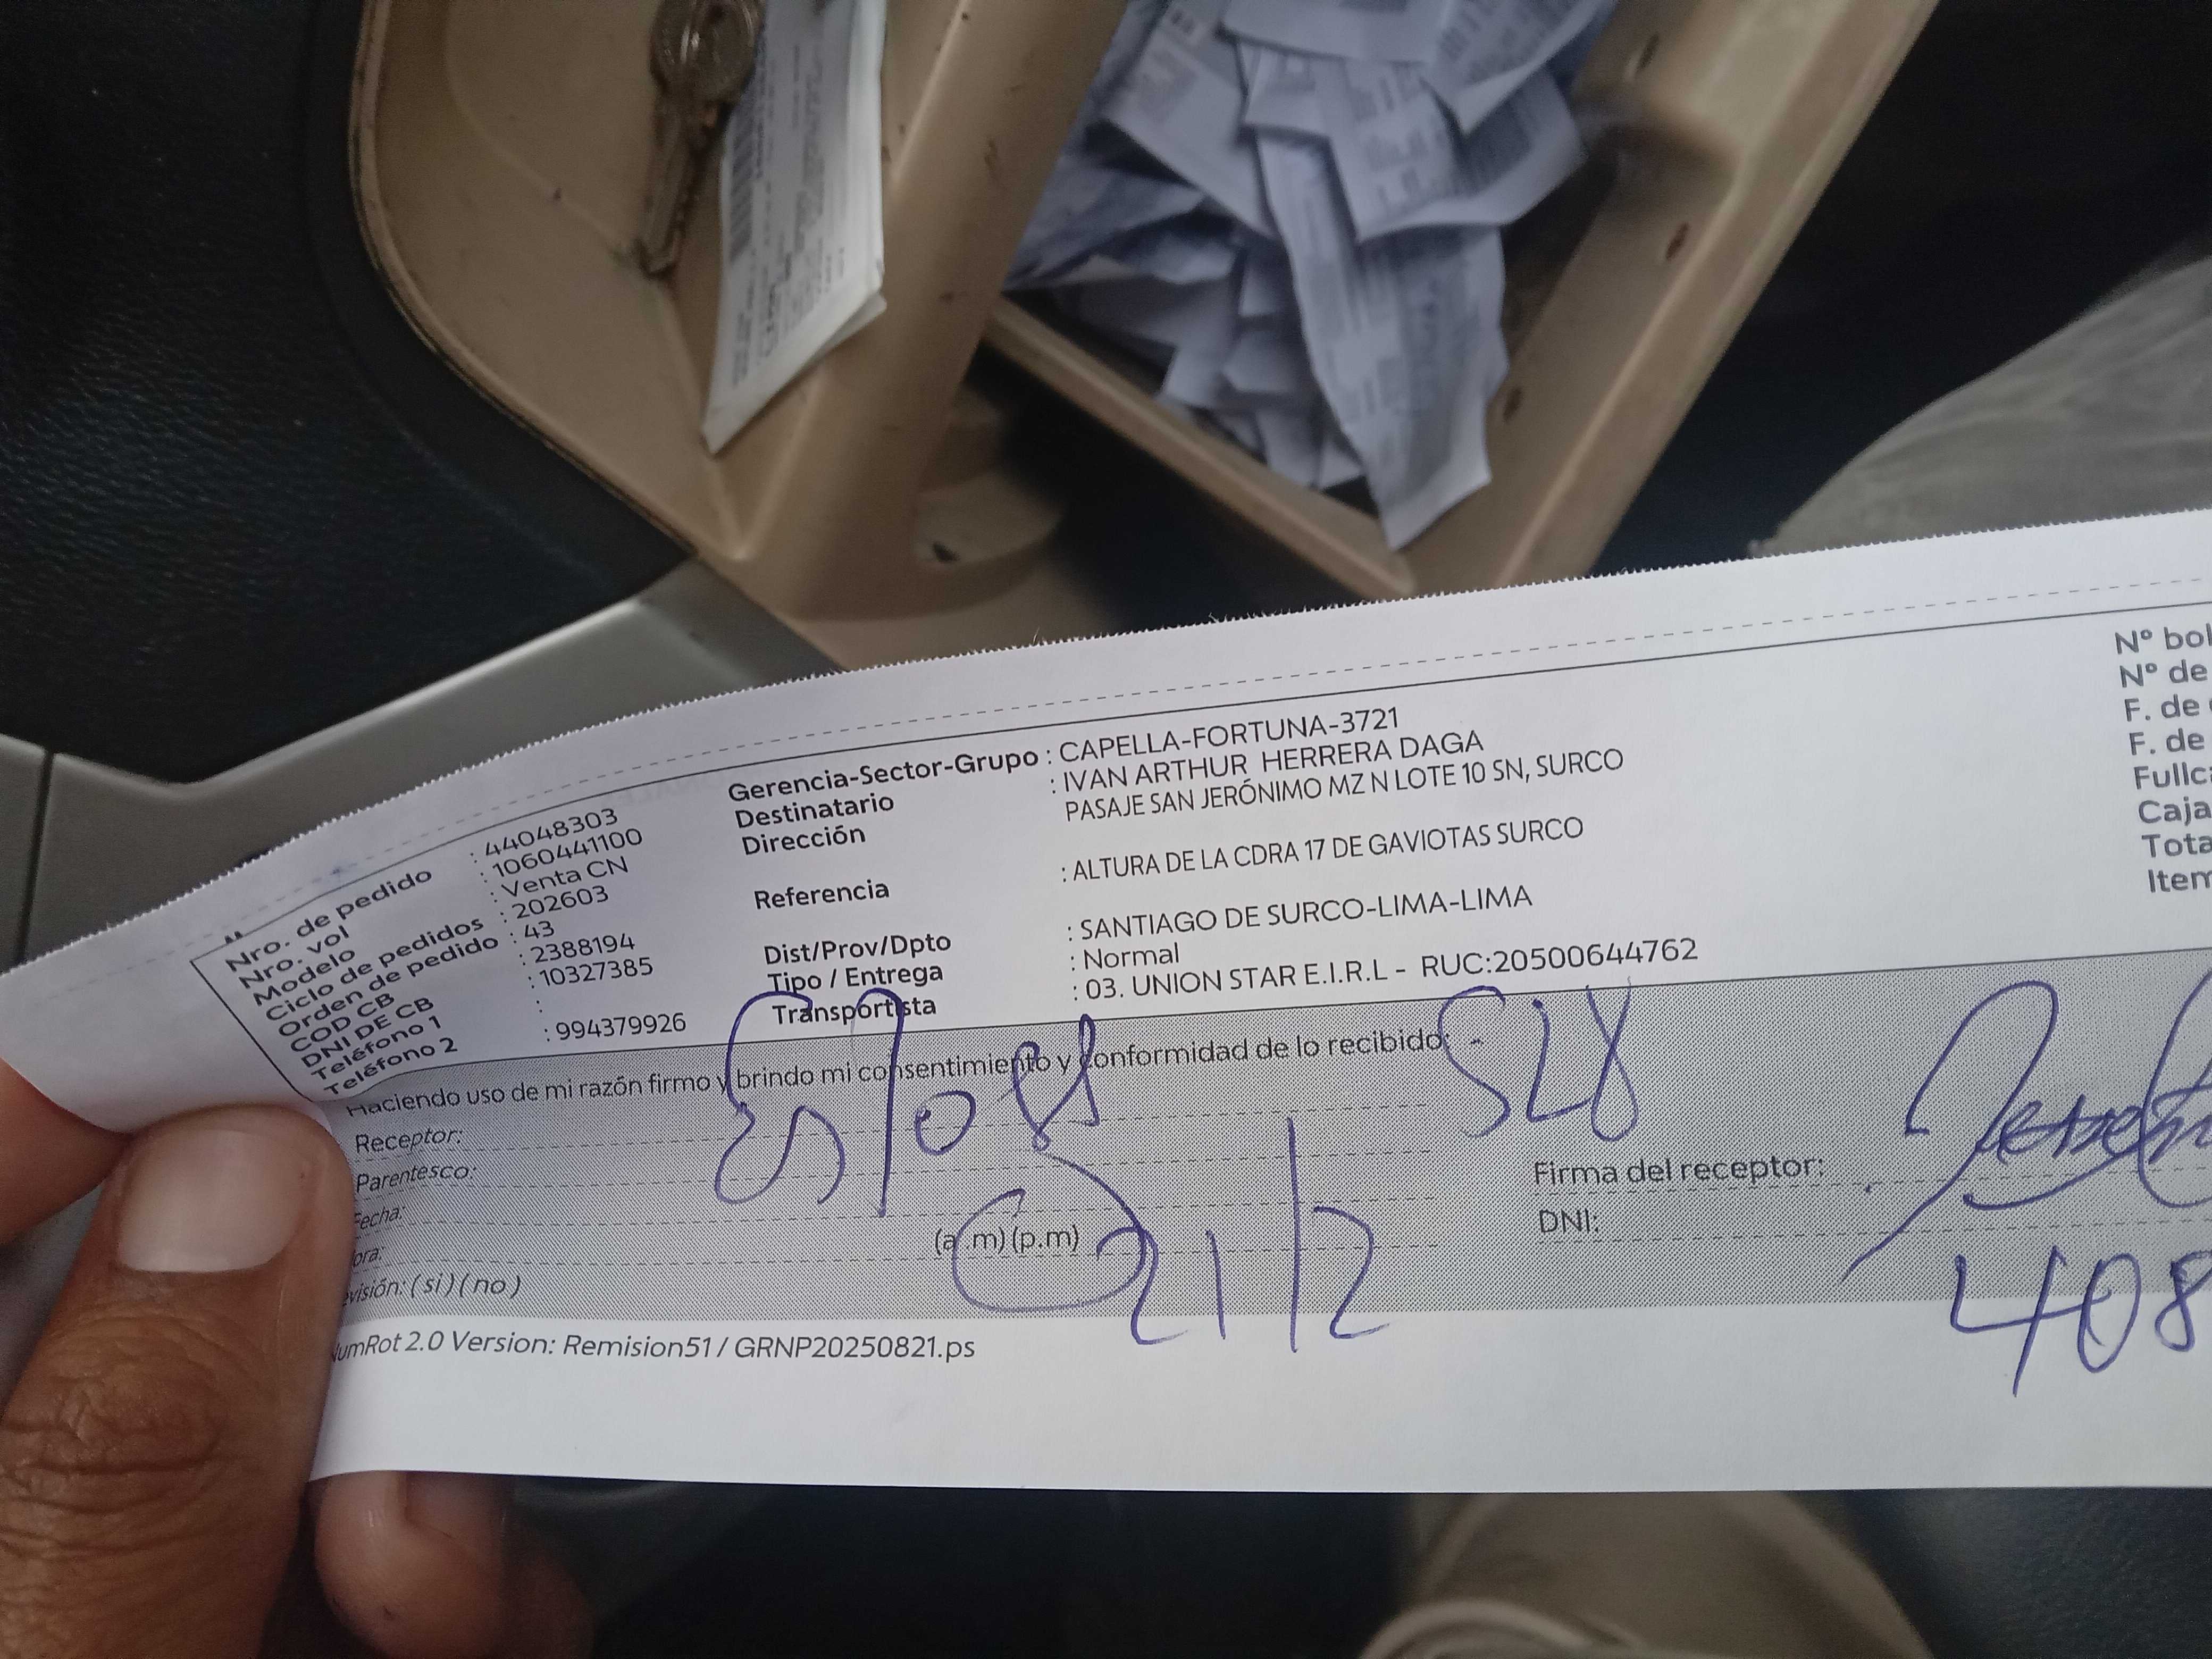 Nro. de pedido : 44048303
Nro. vol : 1060441100
Modelo : Venta CN
Ciclo de pedidos : 202603
Orden de pedido : 43
COD CB : 2388194
DNI DE CB : 10327385
Teléfono 1 :
Teléfono 2 : 994379926
Gerencia-Sector-Grupo : CAPELLA-FORTUNA-3721
Destinatario : IVAN ARTHUR HERRERA DAGA
Dirección PASAJE SAN JERÓNIMO MZ N LOTE 10 SN, SURCO
Referencia : ALTURA DE LA CDRA 17 DE GAVIOTAS SURCO
Dist/Prov/Dpto : SANTIAGO DE SURCO-LIMA-LIMA
Tipo / Entrega : Normal
Transportista : 03. UNION STAR E.I.R.L - RUC:20500644762
N° bol
N° de
F. de
F. de
Fullc
Caja
Tota
Item
Haciendo uso de mi razón firmo y brindo mi consentimiento y conformidad de lo recibido:
Receptor:
Parentesco:
Fecha:
ora: (a.m) (p.m)
evisión: (si) (no)
21/2
Firma del receptor:
DNI:
408
umRot 2.0 Version: Remision51 / GRNP20250821.ps